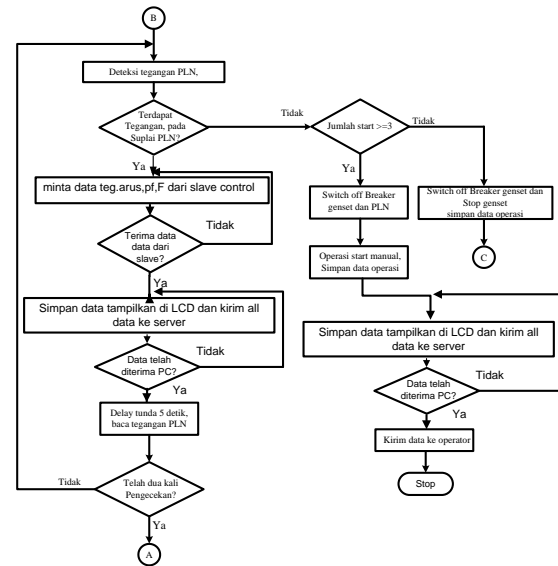 B
Deteksi tegangan PLN,
Terdapat
Tegangan, pada
Suplai PLN?
Tidak
Ya
minta data teg.arus,pf,F dari slave control
Tidak
Terima data
data dari
slave?
Ya
Simpan data tampilkan di LCD dan kirim all
data ke server
Tidak
Data telah
diterima PC?
Ya
Delay tunda 5 detik,
baca tegangan PLN
Tidak
Telah dua kali
Pengecekan?
Ya
A
Jumlah start >=3
Tidak
Ya
Switch off Breaker
genset dan PLN
Switch off Breaker genset dan
Stop genset
simpan data operasi
C
Operasi start manual,
Simpan data operasi
Simpan data tampilkan di LCD dan kirim all
data ke server
Data telah
diterima PC?
Tidak
Ya
Kirim data ke operator
Stop